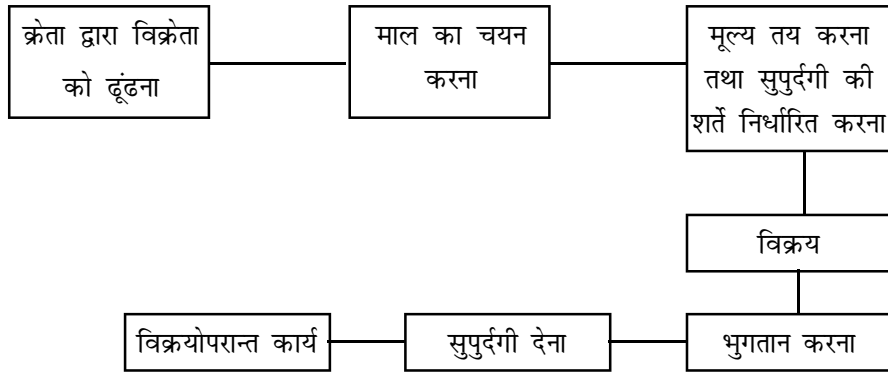 क्रेता द्वारा विक्रेता
को ढूंढना
माल का चयन
करना
मूल्य तय करना
तथा सुपुर्दगी की
शर्ते निर्धारित करना
विक्रय
भुगतान करना
सुपुर्दगी देना
विक्रयोपरान्त कार्य